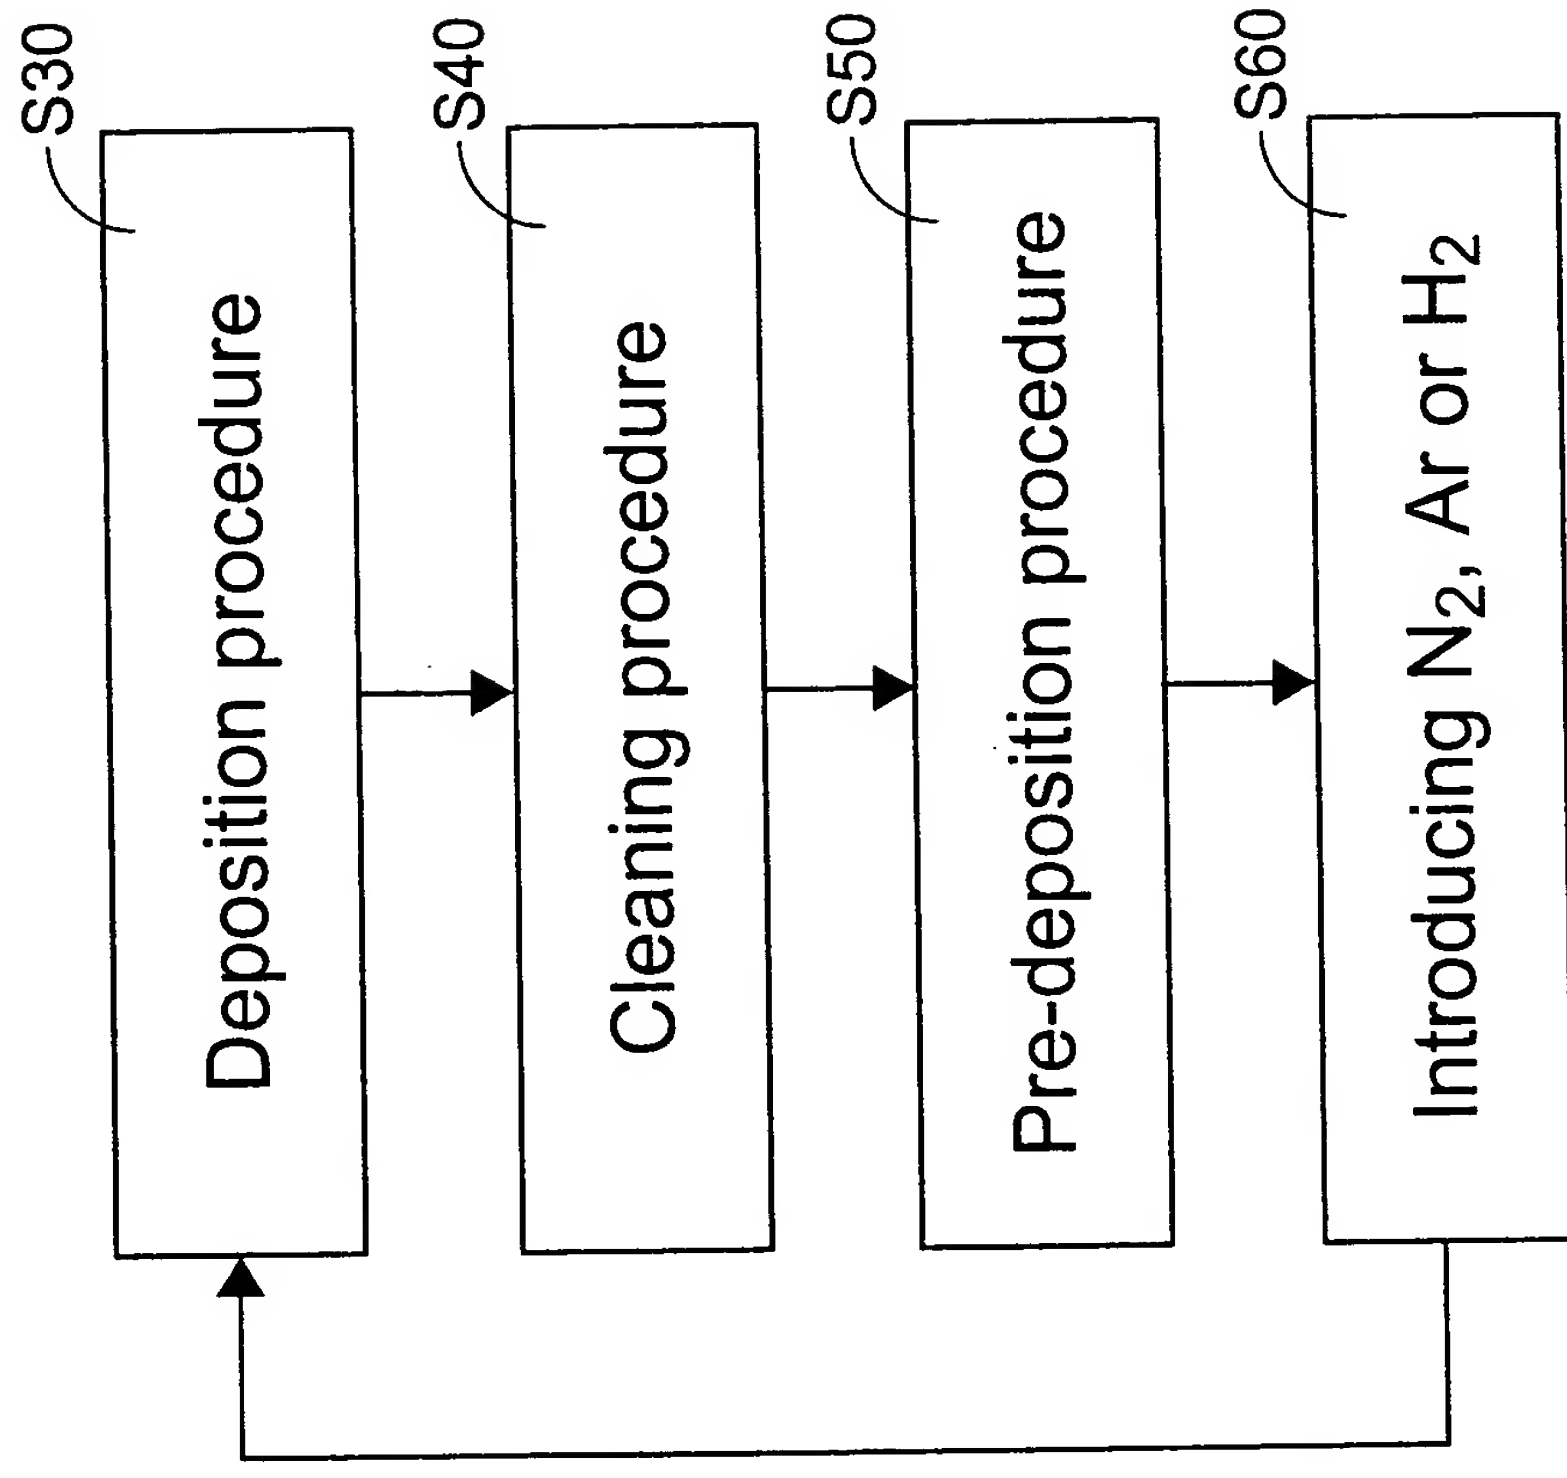 S30
Deposition procedure
S40
Cleaning procedure
S50
Pre-deposition procedure
S60
Introducing N₂, Ar or H₂